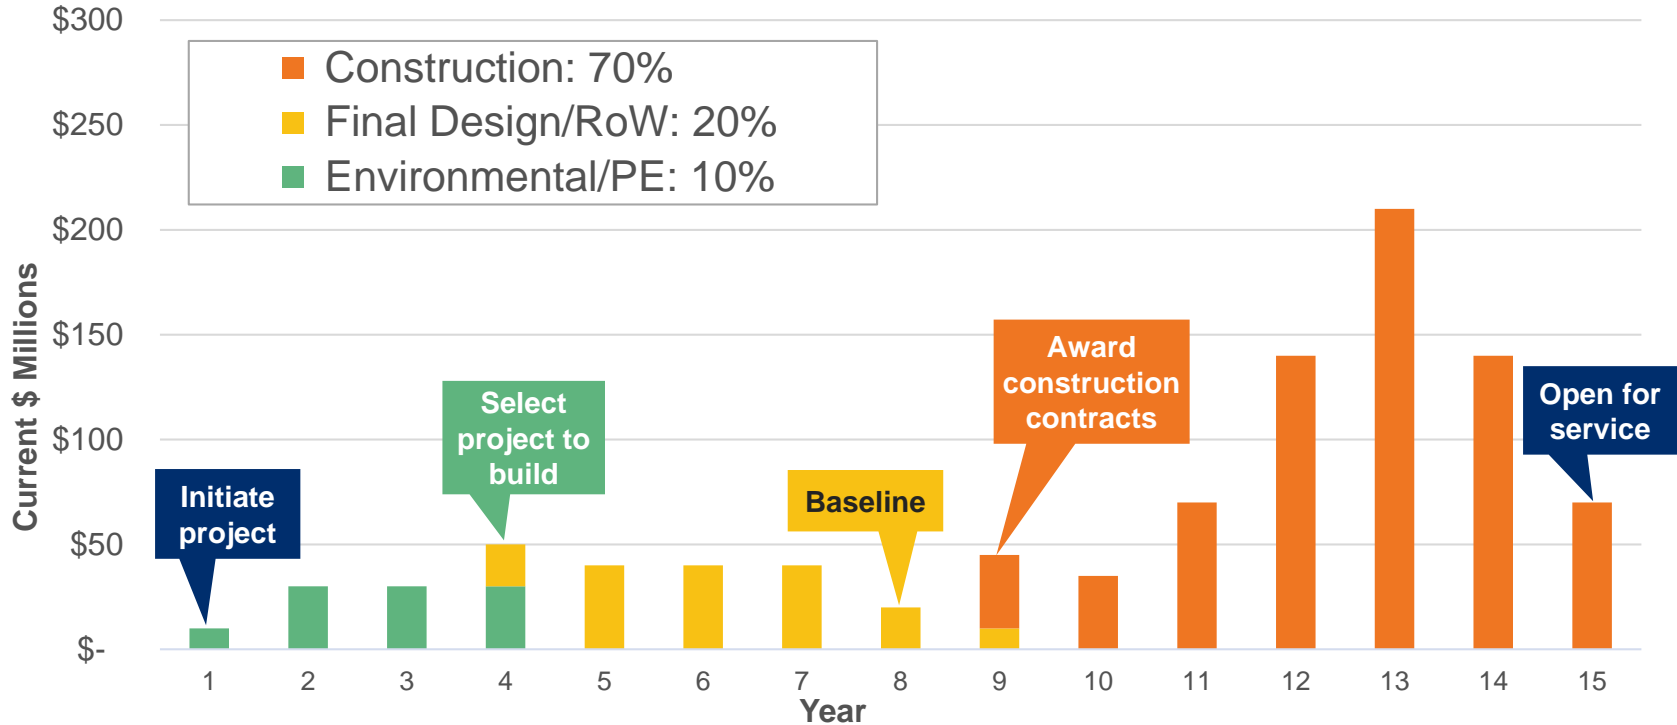 $300
$250
$200
$150
$100
$50
$-
Current $ Millions
Construction: 70%
Final Design/RoW: 20%
Environmental/PE: 10%
Initiate
project
Select
project to
build
Baseline
Award
construction
contracts
Open for
service
1 2 3 4 5 6 7 8 9 10 11 12 13 14 15
Year